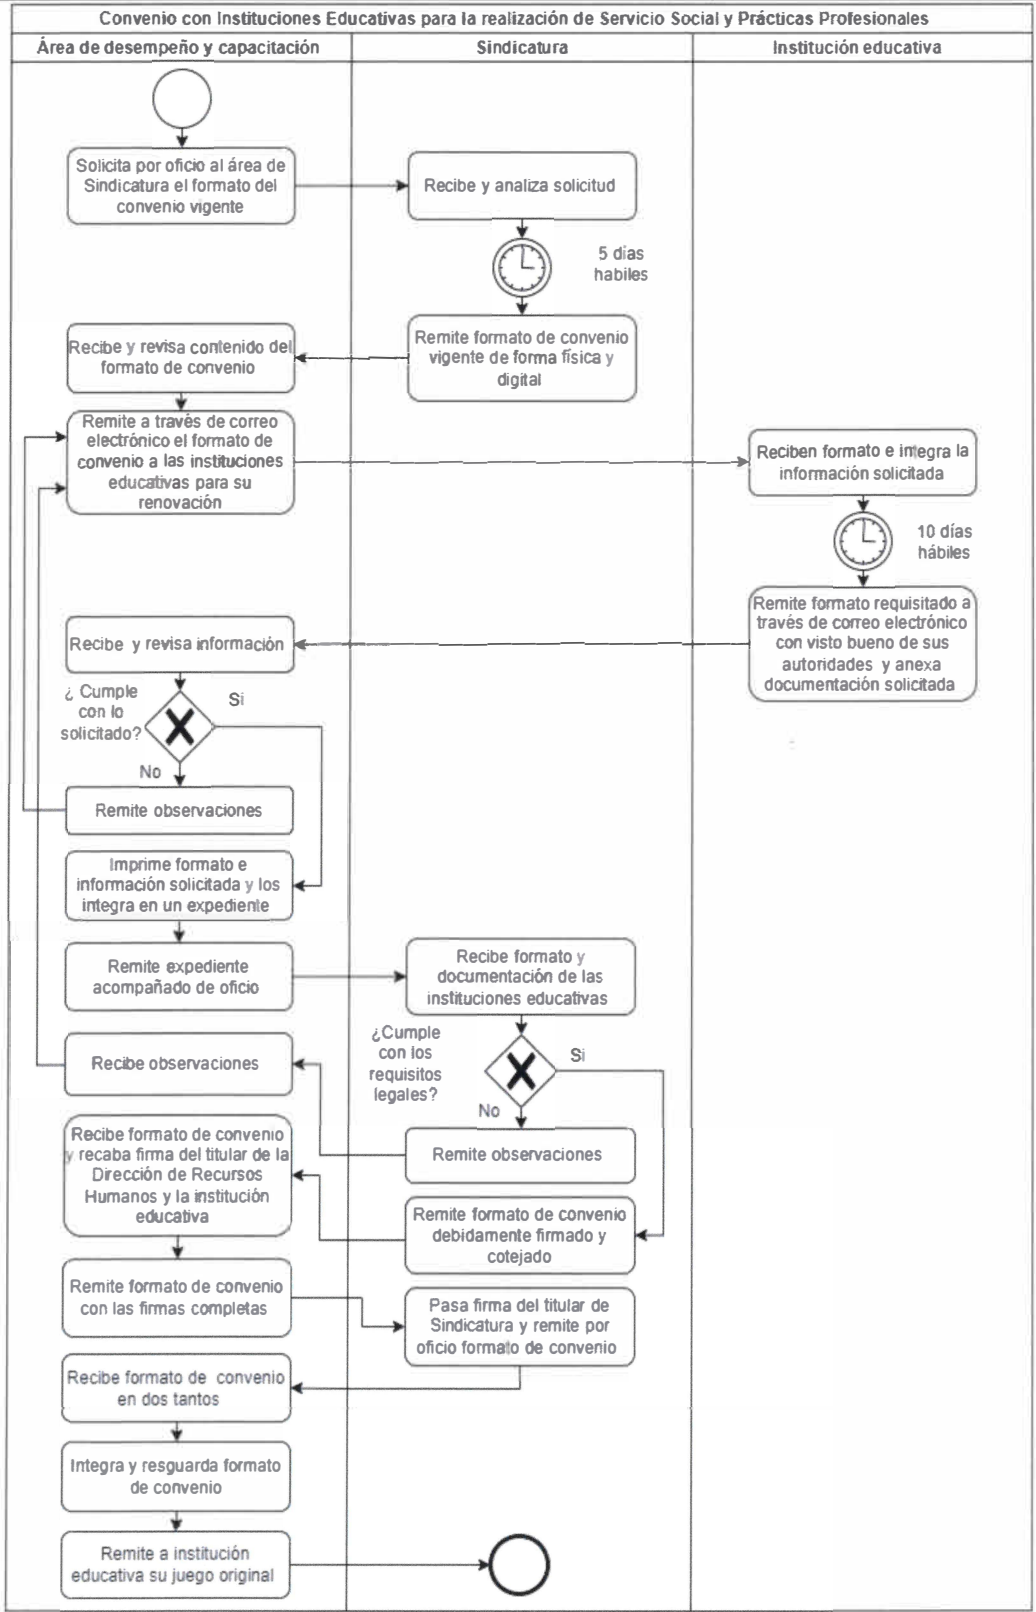 Convenio con Instituciones Educativas para la realización de Servicio Social y Prácticas Profesionales
Área de desempeño y capacitación
Sindicatura
Institución educativa
Solicita por oficio al área de
Sindicatura el formato del
convenio vigente
Recibe y analiza solicitud
5 días
habiles
Remite formato de convenio
vigente de forma física y
digital
Recibe y revisa contenido del
formato de convenio
Remite a través de correo
electrónico el formato de
convenio a las instituciones
educativas para su
renovación
Reciben formato e integra la
información solicitada
10 días
hábiles
Remite formato requisitado a
través de correo electrónico
con visto bueno de sus
autoridades y anexa
documentación solicitada
Recibe y revisa información
¿ Cumple
con lo
solicitado?
Si
No
Remite observaciones
Imprime formato e
información solicitada y los
integra en un expediente
Remite expediente
acompañado de oficio
Recibe formato y
documentación de las
instituciones educativas
¿Cumple
con los
requisitos
legales?
Si
No
Recibe observaciones
Remite observaciones
Recibe formato de convenio
y recaba firma del titular de la
Dirección de Recursos
Humanos y la institución
educativa
Remite formato de convenio
debidamente firmado y
cotejado
Remite formato de convenio
con las firmas completas
Pasa firma del titular de
Sindicatura y remite por
oficio formato de convenio
Recibe formato de convenio
en dos tantos
Integra y resguarda formato
de convenio
Remite a institución
educativa su juego original